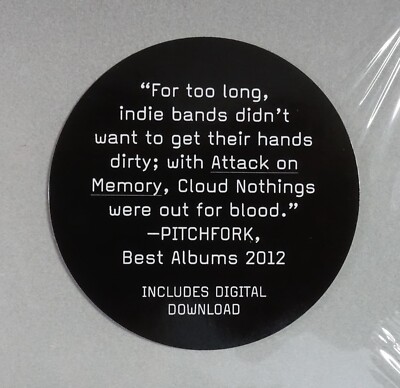 “For too long,
indie bands didn’t
want to get their hands
dirty; with Attack on
Memory, Cloud Nothings
were out for blood.”
—PITCHFORK,
Best Albums 2012
INCLUDES DIGITAL
DOWNLOAD